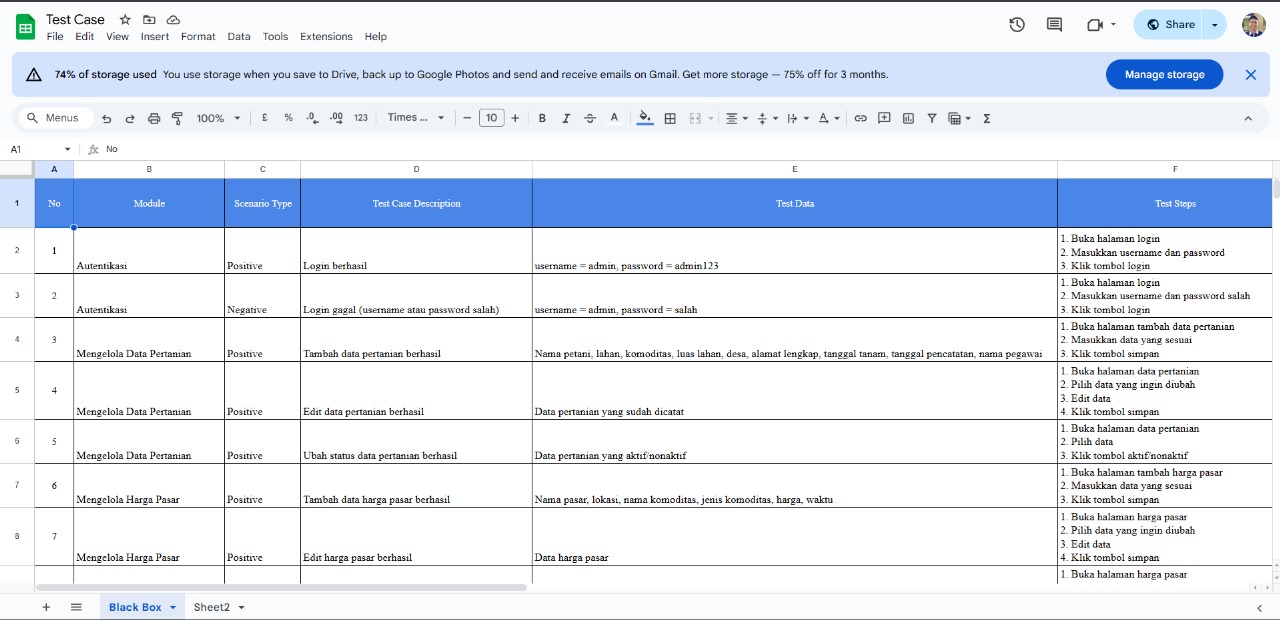 Test Case
File Edit View Insert Format Data Tools Extensions Help
Share
74% of storage used You use storage when you save to Drive, back up to Google Photos and send and receive emails on Gmail. Get more storage — 75% off for 3 months.
Manage storage
Menus 100% £ % .0 .00 123 Times ... 10 B I A
A1 fx No
A B C D E F
1 No Module Scenario Type Test Case Description Test Data Test Steps
2 1 Autentikasi Positive Login berhasil username = admin, password = admin123
1. Buka halaman login
2. Masukkan username dan password
3. Klik tombol login
3 2 Autentikasi Negative Login gagal (username atau password salah) username = admin, password = salah
1. Buka halaman login
2. Masukkan username dan password salah
3. Klik tombol login
4 3 Mengelola Data Pertanian Positive Tambah data pertanian berhasil Nama petani, lahan, komoditas, luas lahan, desa, alamat lengkap, tanggal tanam, tanggal pencatatan, nama pegawai
1. Buka halaman tambah data pertanian
2. Masukkan data yang sesuai
3. Klik tombol simpan
5 4 Mengelola Data Pertanian Positive Edit data pertanian berhasil Data pertanian yang sudah dicatat
1. Buka halaman data pertanian
2. Pilih data yang ingin diubah
3. Edit data
4. Klik tombol simpan
6 5 Mengelola Data Pertanian Positive Ubah status data pertanian berhasil Data pertanian yang aktif/nonaktif
1. Buka halaman data pertanian
2. Pilih data
3. Klik tombol aktif/nonaktif
7 6 Mengelola Harga Pasar Positive Tambah data harga pasar berhasil Nama pasar, lokasi, nama komoditas, jenis komoditas, harga, waktu
1. Buka halaman tambah harga pasar
2. Masukkan data yang sesuai
3. Klik tombol simpan
8 7 Mengelola Harga Pasar Positive Edit harga pasar berhasil Data harga pasar
1. Buka halaman harga pasar
2. Pilih data yang ingin diubah
3. Edit data
4. Klik tombol simpan
1. Buka halaman harga pasar
Black Box Sheet2